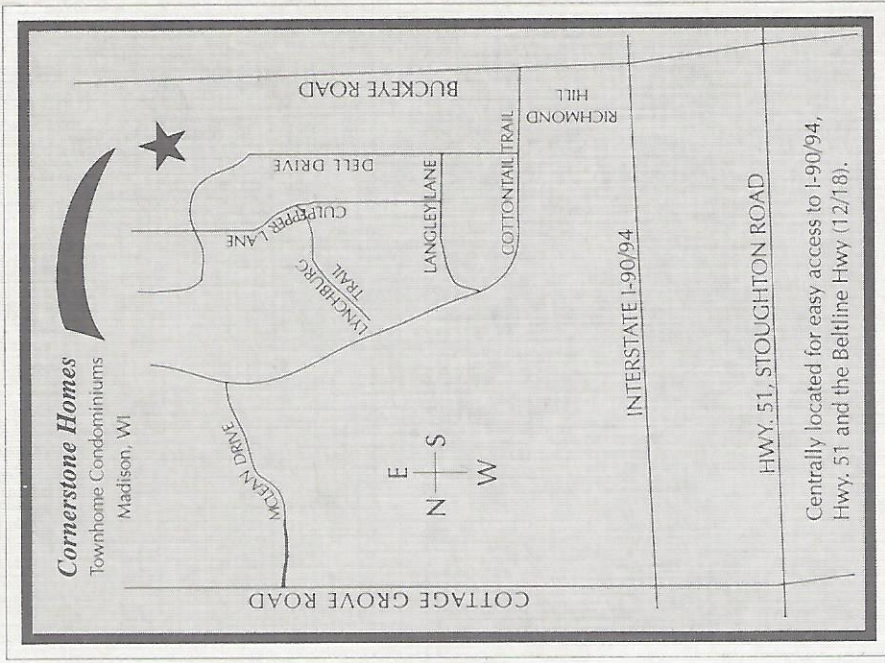 Cornerstone Homes
Townhome Condominiums
Madison, WI
BUCKEYE ROAD
DELL DRIVE
CULPEPPER LANE
LYNCHBURG
TRAIL
LANGLEY LANE
COTTONTAIL TRAIL
RICHMOND
HILL
MCLEAN DRIVE
E
N S
W
COTTAGE GROVE ROAD
INTERSTATE I-90/94
HWY. 51, STOUGHTON ROAD
Centrally located for easy access to I-90/94,
Hwy. 51 and the Beltline Hwy (12/18).